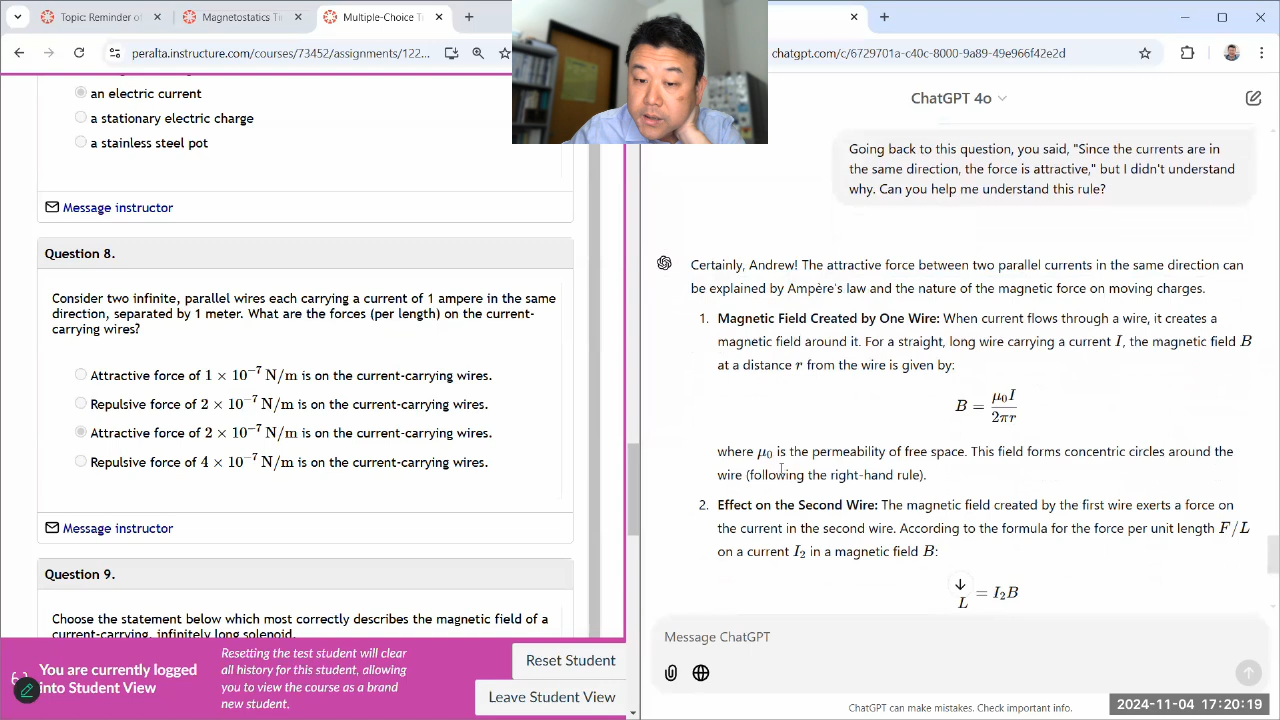 Topic Reminder of
Magnetostatics Ti
Multiple-Choice Ti
peralta.instructure.com/courses/73452/assignments/122...
chatgpt.com/c/6729701a-c40c-8000-9a89-49e966f42e2d
an electric current
a stationary electric charge
a stainless steel pot
Message instructor
Question 8.
Consider two infinite, parallel wires each carrying a current of 1 ampere in the same
direction, separated by 1 meter. What are the forces (per length) on the current-
carrying wires?
Attractive force of 1 × 10⁻⁷ N/m is on the current-carrying wires.
Repulsive force of 2 × 10⁻⁷ N/m is on the current-carrying wires.
Attractive force of 2 × 10⁻⁷ N/m is on the current-carrying wires.
Repulsive force of 4 × 10⁻⁷ N/m is on the current-carrying wires.
Message instructor
Question 9.
Choose the statement below which most correctly describes the magnetic field of a
current-carrying, infinitely long solenoid.
You are currently logged
into Student View
Resetting the test student will clear
all history for this student, allowing
you to view the course as a brand
new student.
Reset Student
Leave Student View
ChatGPT 4o
Going back to this question, you said, "Since the currents are in
the same direction, the force is attractive," but I didn't understand
why. Can you help me understand this rule?
Certainly, Andrew! The attractive force between two parallel currents in the same direction can
be explained by Ampère's law and the nature of the magnetic force on moving charges.
1. Magnetic Field Created by One Wire: When current flows through a wire, it creates a
magnetic field around it. For a straight, long wire carrying a current I, the magnetic field B
at a distance r from the wire is given by:
B = μ₀I / 2πr
where μ₀ is the permeability of free space. This field forms concentric circles around the
wire (following the right-hand rule).
2. Effect on the Second Wire: The magnetic field created by the first wire exerts a force on
the current in the second wire. According to the formula for the force per unit length F/L
on a current I₂ in a magnetic field B:
L = I₂B
Message ChatGPT
ChatGPT can make mistakes. Check important info.
2024-11-04 17:20:19